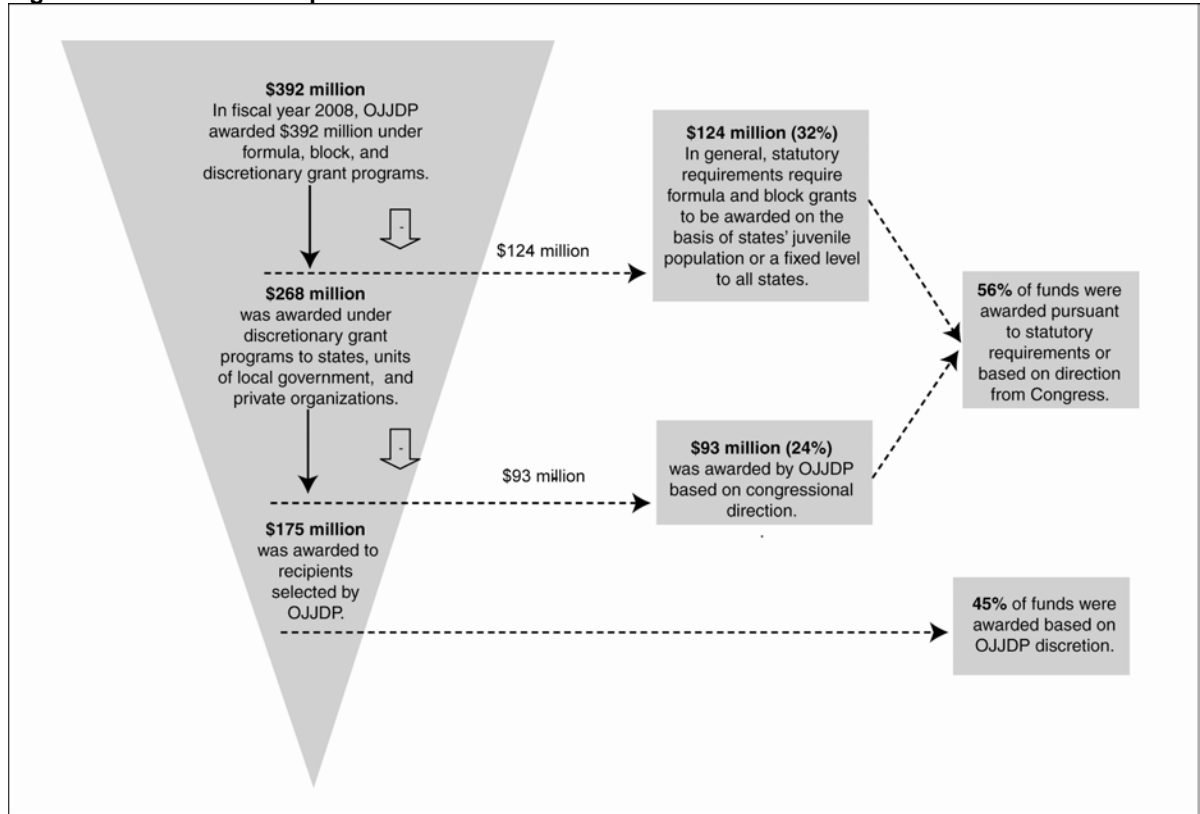 $392 million
In fiscal year 2008, OJJDP
awarded $392 million under
formula, block, and
discretionary grant programs.
-
$124 million
$124 million (32%)
In general, statutory
requirements require
formula and block grants
to be awarded on the
basis of states’ juvenile
population or a fixed level
to all states.
$268 million
was awarded under
discretionary grant
programs to states, units
of local government, and
private organizations.
-
$93 million
$93 million (24%)
was awarded by OJJDP
based on congressional
direction.
56% of funds were
awarded pursuant
to statutory
requirements or
based on direction
from Congress.
$175 million
was awarded to
recipients
selected by
OJJDP.
45% of funds were
awarded based on
OJJDP discretion.